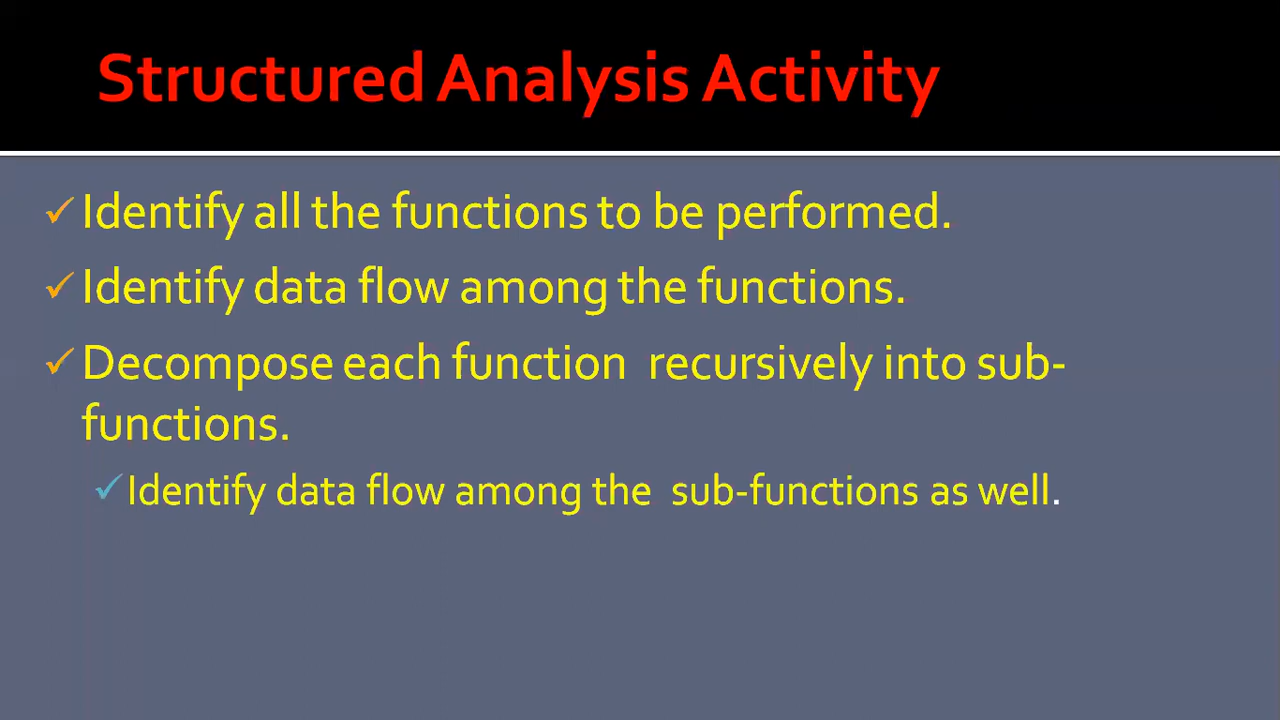 Structured Analysis Activity
✓Identify all the functions to be performed.
✓Identify data flow among the functions.
✓Decompose each function  recursively into sub-
functions.
✓Identify data flow among the  sub-functions as well.